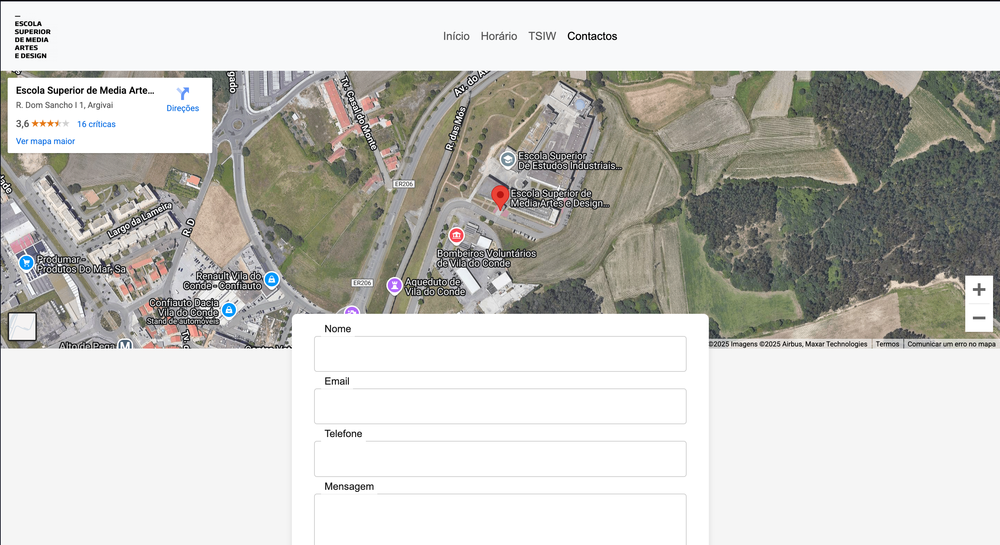 ESCOLA
SUPERIOR
DE MEDIA
ARTES
E DESIGN
Início
Horário
TSIW
Contactos
Escola Superior de Media Arte...
R. Dom Sancho I 1, Argivai
3,6
16 críticas
Ver mapa maior
Direções
gado
Tv. Casal do Monte
Av. do At
R. das Mós
Escola Superior
De Estudos Industriais...
ER206
Escola Superior de
Media Artes e Design...
Largo da Lameira
R. D
Bombeiros Voluntários
de Vila do Conde
Produmar -
Produtos Do Mar, Sa
Renault Vila do
Conde - Confiauto
ER206
Aqueduto de
Vila do Conde
Confiauto Dacia
Vila do Conde
Stand de automóveis
Tv.
Alto de Pega
M
©2025 Imagens ©2025 Airbus, Maxar Technologies
Termos
Comunicar um erro no mapa
Nome
Email
Telefone
Mensagem